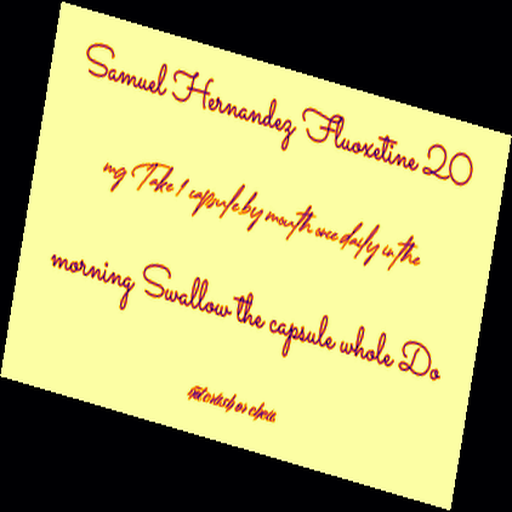 Samuel Hernandez Fluoxetine 20
mg Take 1 capsule by mouth once daily in the
morning Swallow the capsule whole Do
not crush or chew